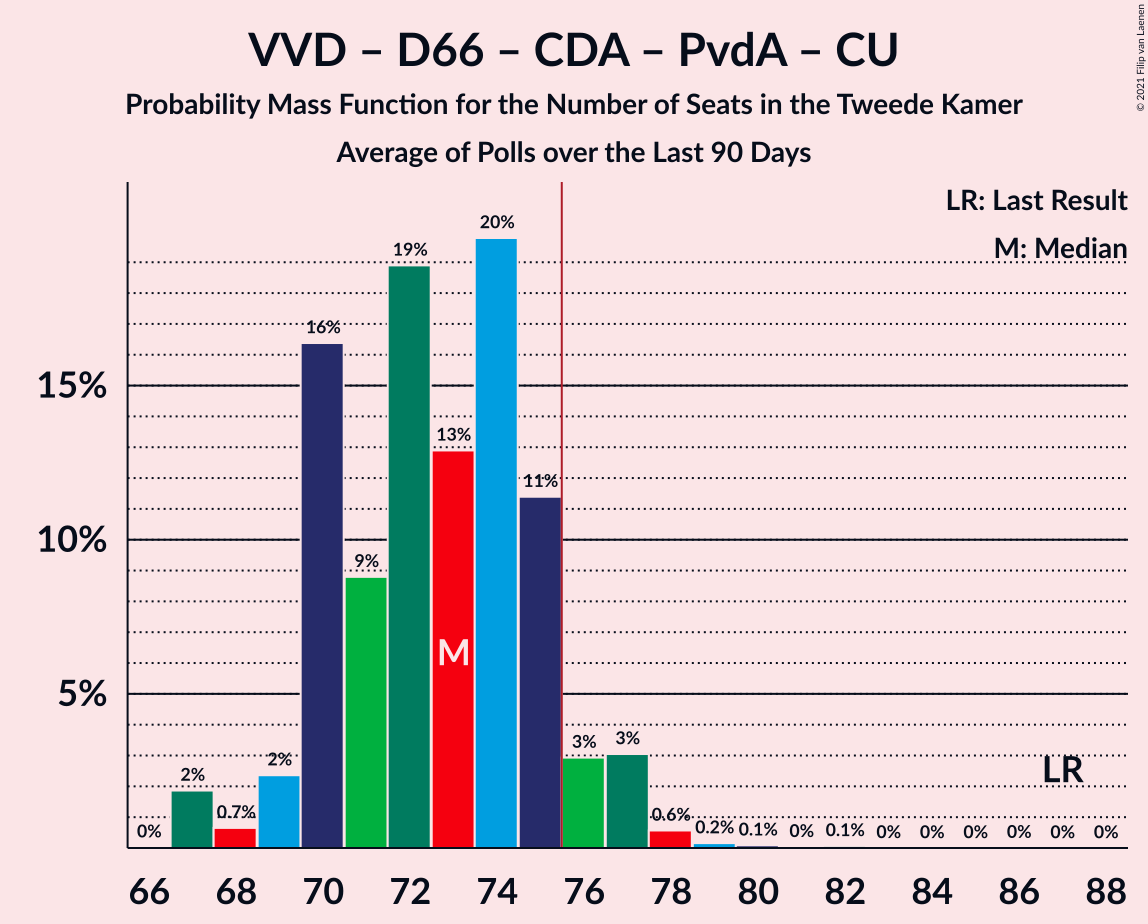 VVD – D66 – CDA – PvdA – CU
Probability Mass Function for the Number of Seats in the Tweede Kamer
Average of Polls over the Last 90 Days
© 2021 Filip van Laenen
LR: Last Result
M: Median
15%
10%
5%
0%
2%
0.7%
2%
16%
9%
19%
13%
20%
11%
3%
3%
0.6%
0.2%
0.1%
0%
0.1%
0%
0%
0%
0%
0%
0%
M
LR
66 68 70 72 74 76 78 80 82 84 86 88